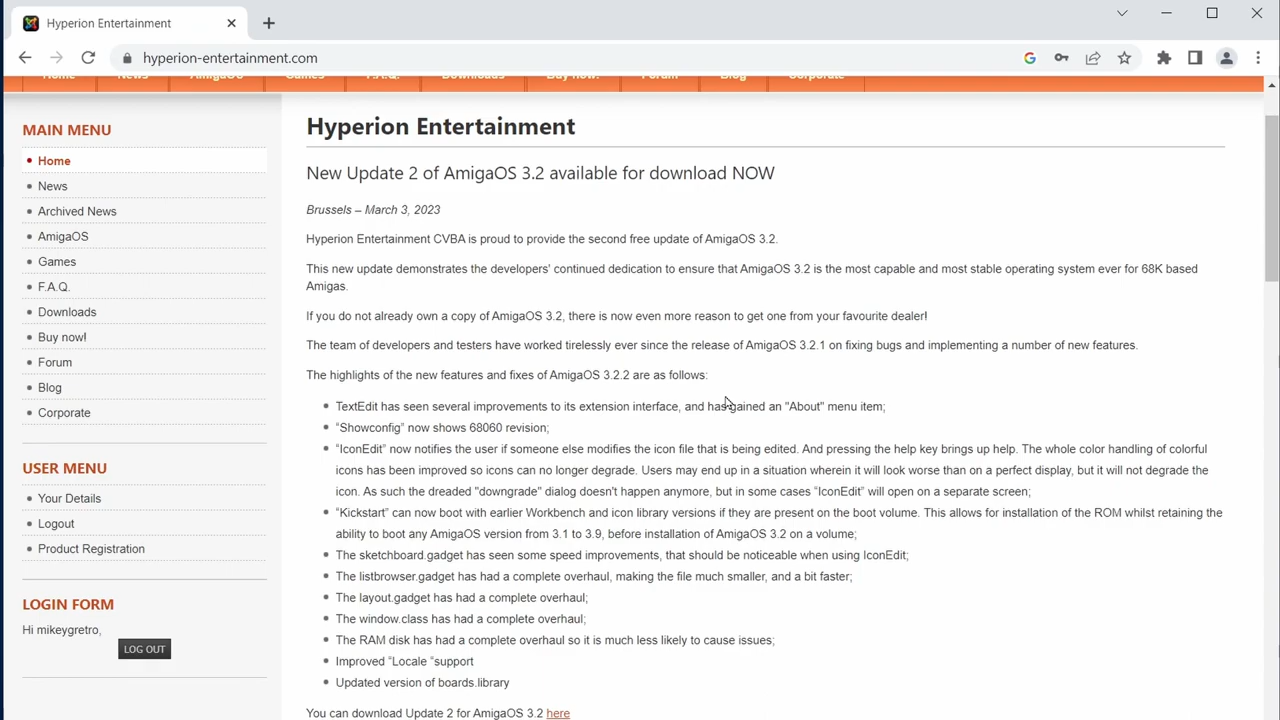 Hyperion Entertainment
hyperion-entertainment.com
Home News AmigaOS Games F.A.Q. Downloads Buy now! Forum Blog Corporate
MAIN MENU
Home
News
Archived News
AmigaOS
Games
F.A.Q.
Downloads
Buy now!
Forum
Blog
Corporate
USER MENU
Your Details
Logout
Product Registration
LOGIN FORM
Hi mikeygretro,
LOG OUT
Hyperion Entertainment
New Update 2 of AmigaOS 3.2 available for download NOW
Brussels – March 3, 2023
Hyperion Entertainment CVBA is proud to provide the second free update of AmigaOS 3.2.
This new update demonstrates the developers' continued dedication to ensure that AmigaOS 3.2 is the most capable and most stable operating system ever for 68K based
Amigas.
If you do not already own a copy of AmigaOS 3.2, there is now even more reason to get one from your favourite dealer!
The team of developers and testers have worked tirelessly ever since the release of AmigaOS 3.2.1 on fixing bugs and implementing a number of new features.
The highlights of the new features and fixes of AmigaOS 3.2.2 are as follows:
TextEdit has seen several improvements to its extension interface, and has gained an "About" menu item;
“Showconfig” now shows 68060 revision;
“IconEdit” now notifies the user if someone else modifies the icon file that is being edited. And pressing the help key brings up help. The whole color handling of colorful
icons has been improved so icons can no longer degrade. Users may end up in a situation wherein it will look worse than on a perfect display, but it will not degrade the
icon. As such the dreaded "downgrade" dialog doesn't happen anymore, but in some cases “IconEdit” will open on a separate screen;
“Kickstart” can now boot with earlier Workbench and icon library versions if they are present on the boot volume. This allows for installation of the ROM whilst retaining the
ability to boot any AmigaOS version from 3.1 to 3.9, before installation of AmigaOS 3.2 on a volume;
The sketchboard.gadget has seen some speed improvements, that should be noticeable when using IconEdit;
The listbrowser.gadget has had a complete overhaul, making the file much smaller, and a bit faster;
The layout.gadget has had a complete overhaul;
The window.class has had a complete overhaul;
The RAM disk has had a complete overhaul so it is much less likely to cause issues;
Improved “Locale “support
Updated version of boards.library
You can download Update 2 for AmigaOS 3.2 here